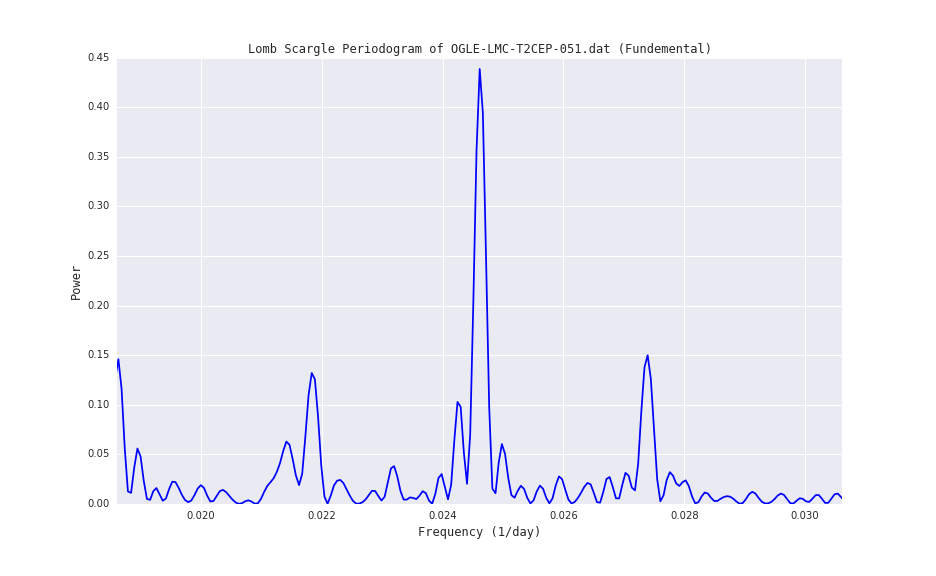 Lomb Scargle Periodogram of OGLE-LMC-T2CEP-051.dat (Fundemental)
0.45
0.40
0.35
0.30
0.25
Power
0.20
0.15
0.10
0.05
0.00
0.020 0.022 0.024 0.026 0.028 0.030
Frequency (1/day)